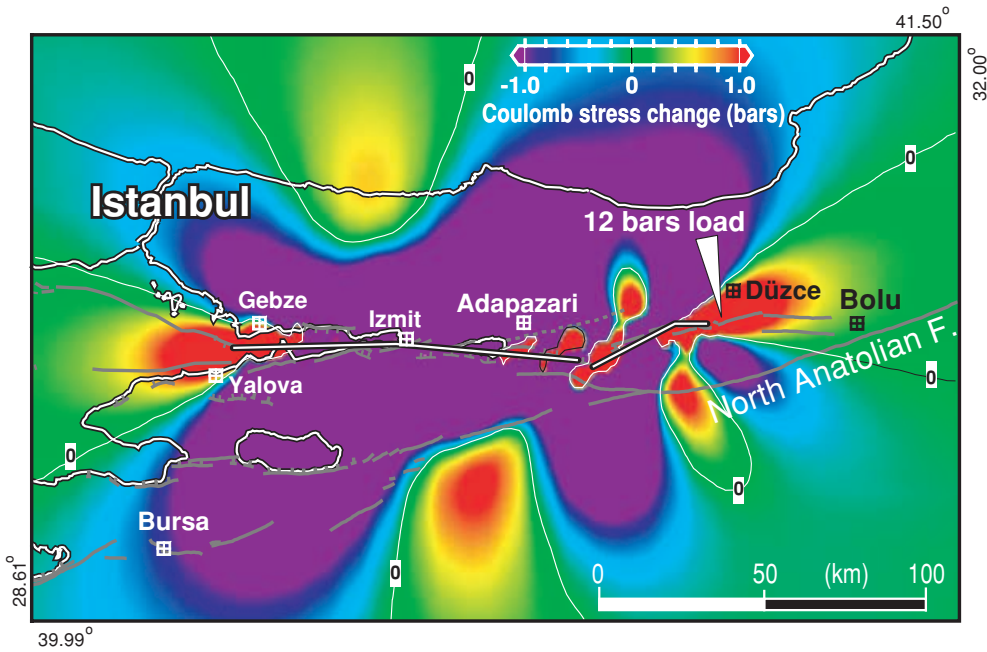 41.50°
32.00°
-1.0 0 1.0
Coulomb stress change (bars)
0
0
Istanbul
12 bars load
Gebze
Izmit
Adapazari
Düzce
Bolu
Yalova
North Anatolian F.
0
0
0
Bursa
0
28.61°
0 50 (km) 100
39.99°